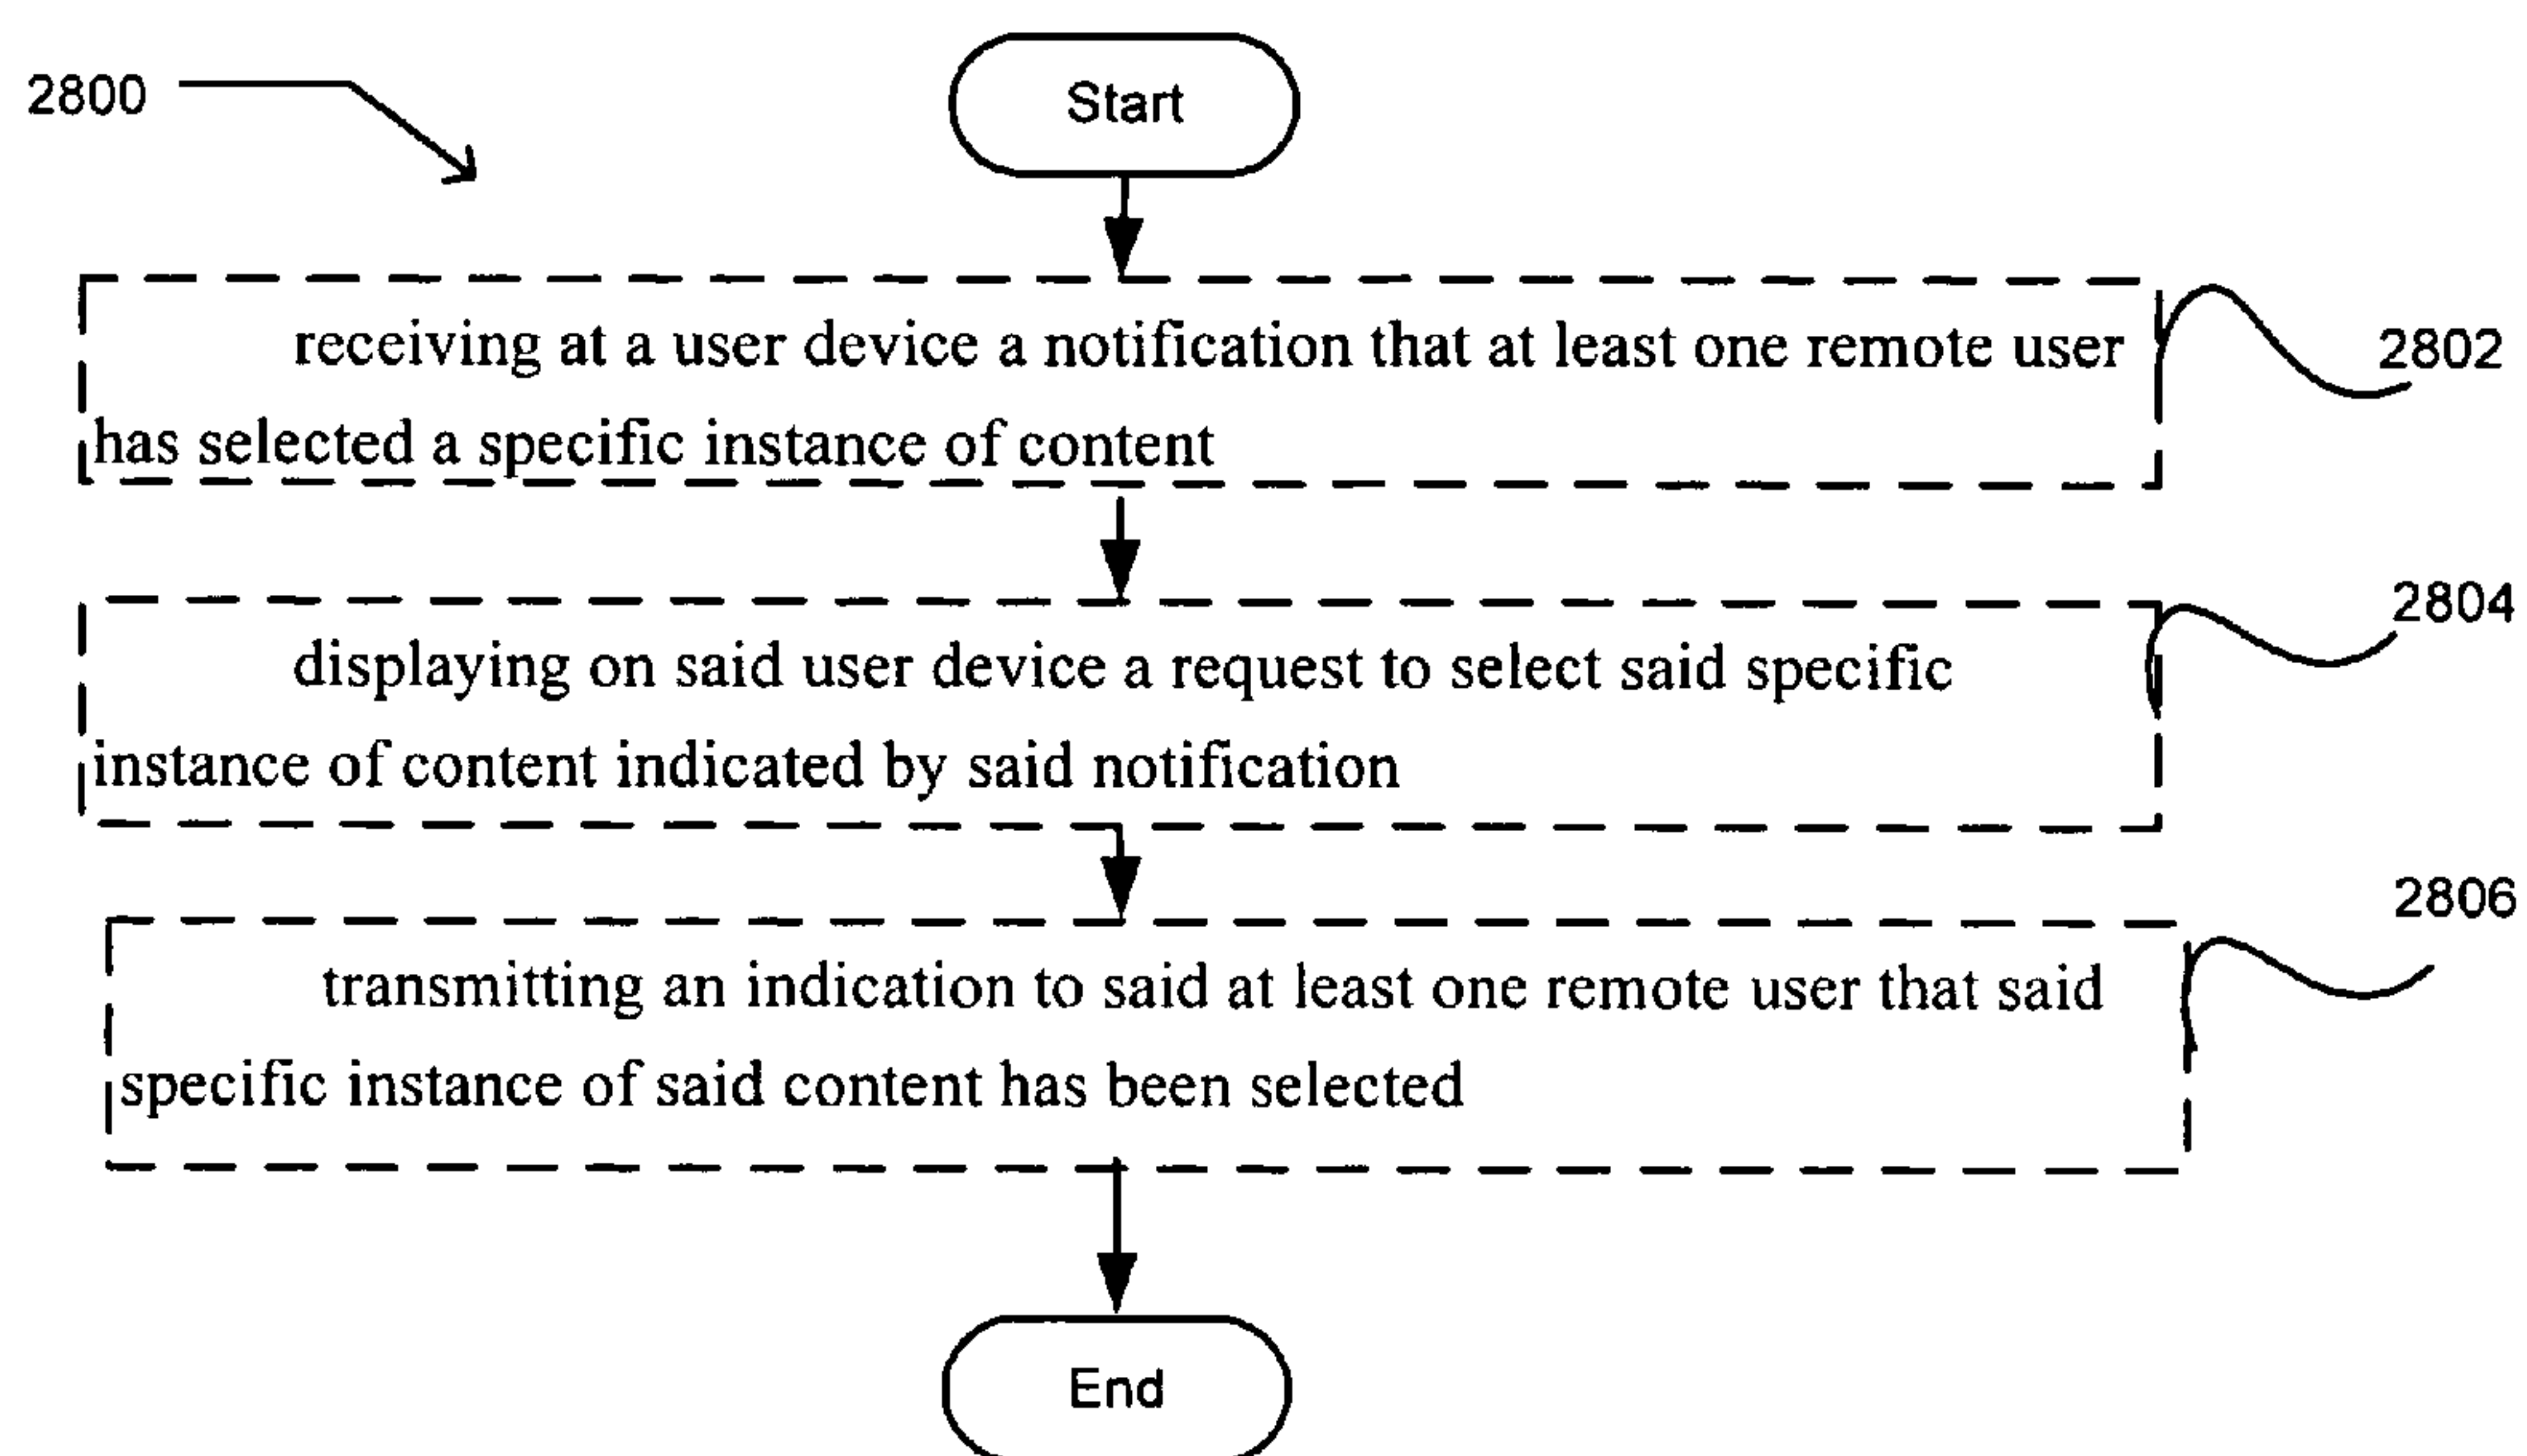 2800
Start
receiving at a user device a notification that at least one remote user
has selected a specific instance of content
2802
displaying on said user device a request to select said specific
instance of content indicated by said notification
2804
transmitting an indication to said at least one remote user that said
specific instance of said content has been selected
2806
End